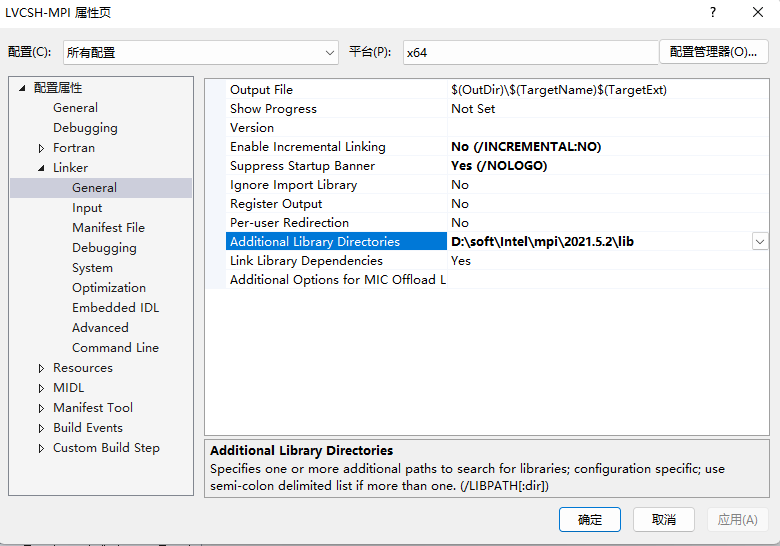 LVCSH-MPI 属性页
配置(C): 所有配置 平台(P): x64 配置管理器(O)...
配置属性
General
Debugging
Fortran
Linker
General
Input
Manifest File
Debugging
System
Optimization
Embedded IDL
Advanced
Command Line
Resources
MIDL
Manifest Tool
Build Events
Custom Build Step
Output File $(OutDir)\$(TargetName)$(TargetExt)
Show Progress Not Set
Version
Enable Incremental Linking No (/INCREMENTAL:NO)
Suppress Startup Banner Yes (/NOLOGO)
Ignore Import Library No
Register Output No
Per-user Redirection No
Additional Library Directories D:\soft\Intel\mpi\2021.5.2\lib
Link Library Dependencies Yes
Additional Options for MIC Offload L
Additional Library Directories
Specifies one or more additional paths to search for libraries; configuration specific; use
semi-colon delimited list if more than one. (/LIBPATH[:dir])
确定 取消 应用(A)